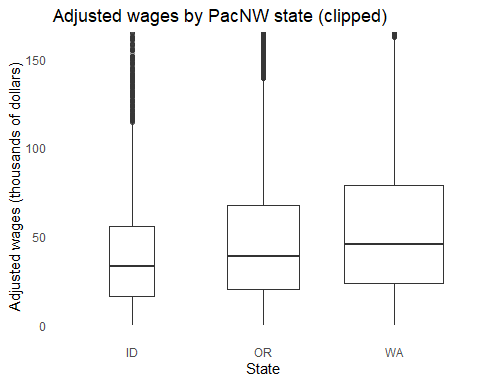 Adjusted wages by PacNW state (clipped)
Adjusted wages (thousands of dollars)
150
100
50
0
ID OR WA
State